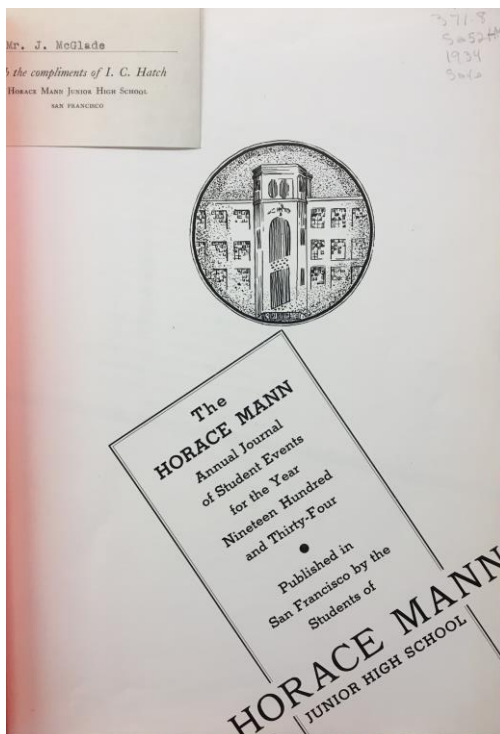 Mr. J. McGlade
the compliments of I. C. Hatch
HORACE MANN JUNIOR HIGH SCHOOL
SAN FRANCISCO
371.8
1934
The
HORACE MANN
Annual Journal
of Student Events
for the Year
Nineteen Hundred
and Thirty-Four
Published in
San Francisco by the
Students of
HORACE MANN
JUNIOR HIGH SCHOOL